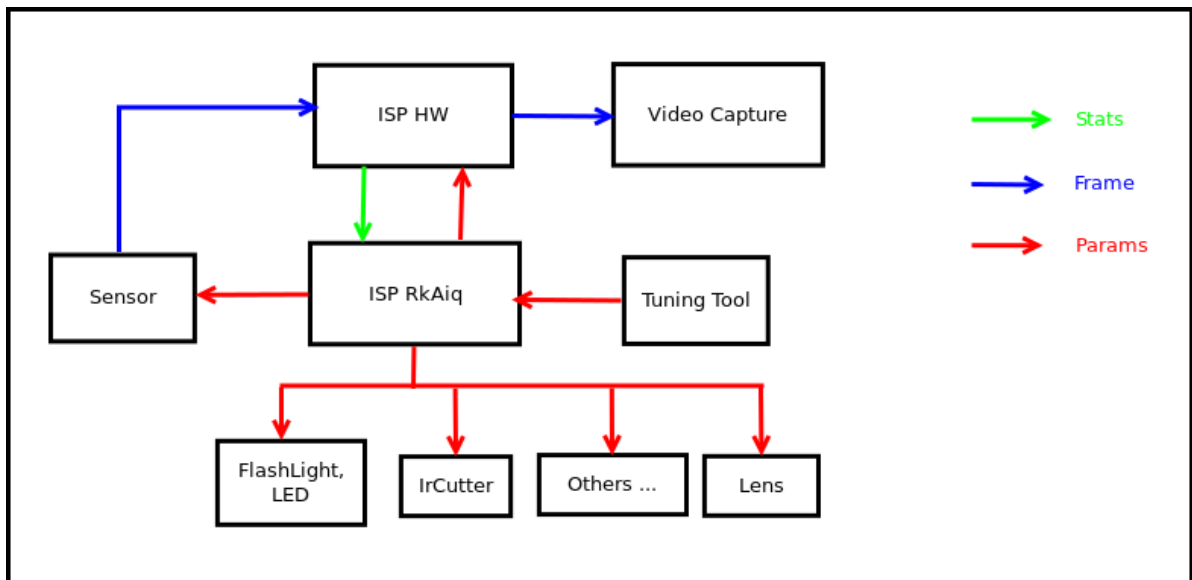 ISP HW
Video Capture
Stats
Frame
Params
Sensor
ISP RkAiq
Tuning Tool
FlashLight,
LED
IrCutter
Others ...
Lens